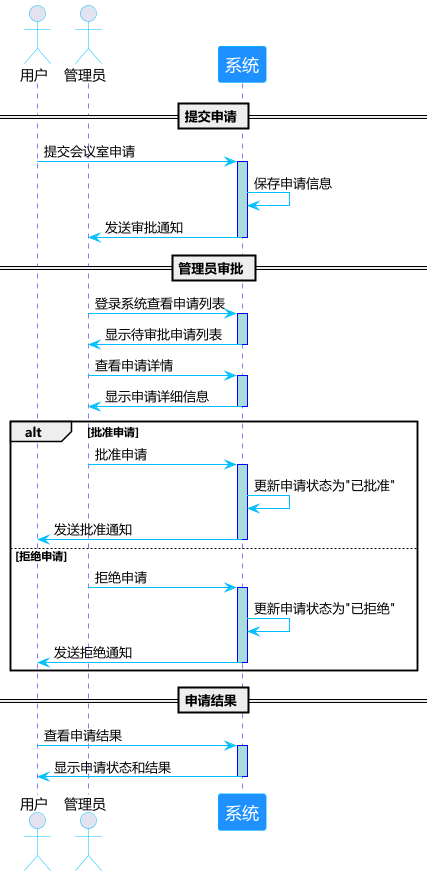 用户
管理员
系统
提交申请
提交会议室申请
保存申请信息
发送审批通知
管理员审批
登录系统查看申请列表
显示待审批申请列表
查看申请详情
显示申请详细信息
alt [批准申请]
批准申请
更新申请状态为"已批准"
发送批准通知
[拒绝申请]
拒绝申请
更新申请状态为"已拒绝"
发送拒绝通知
申请结果
查看申请结果
显示申请状态和结果
用户
管理员
系统